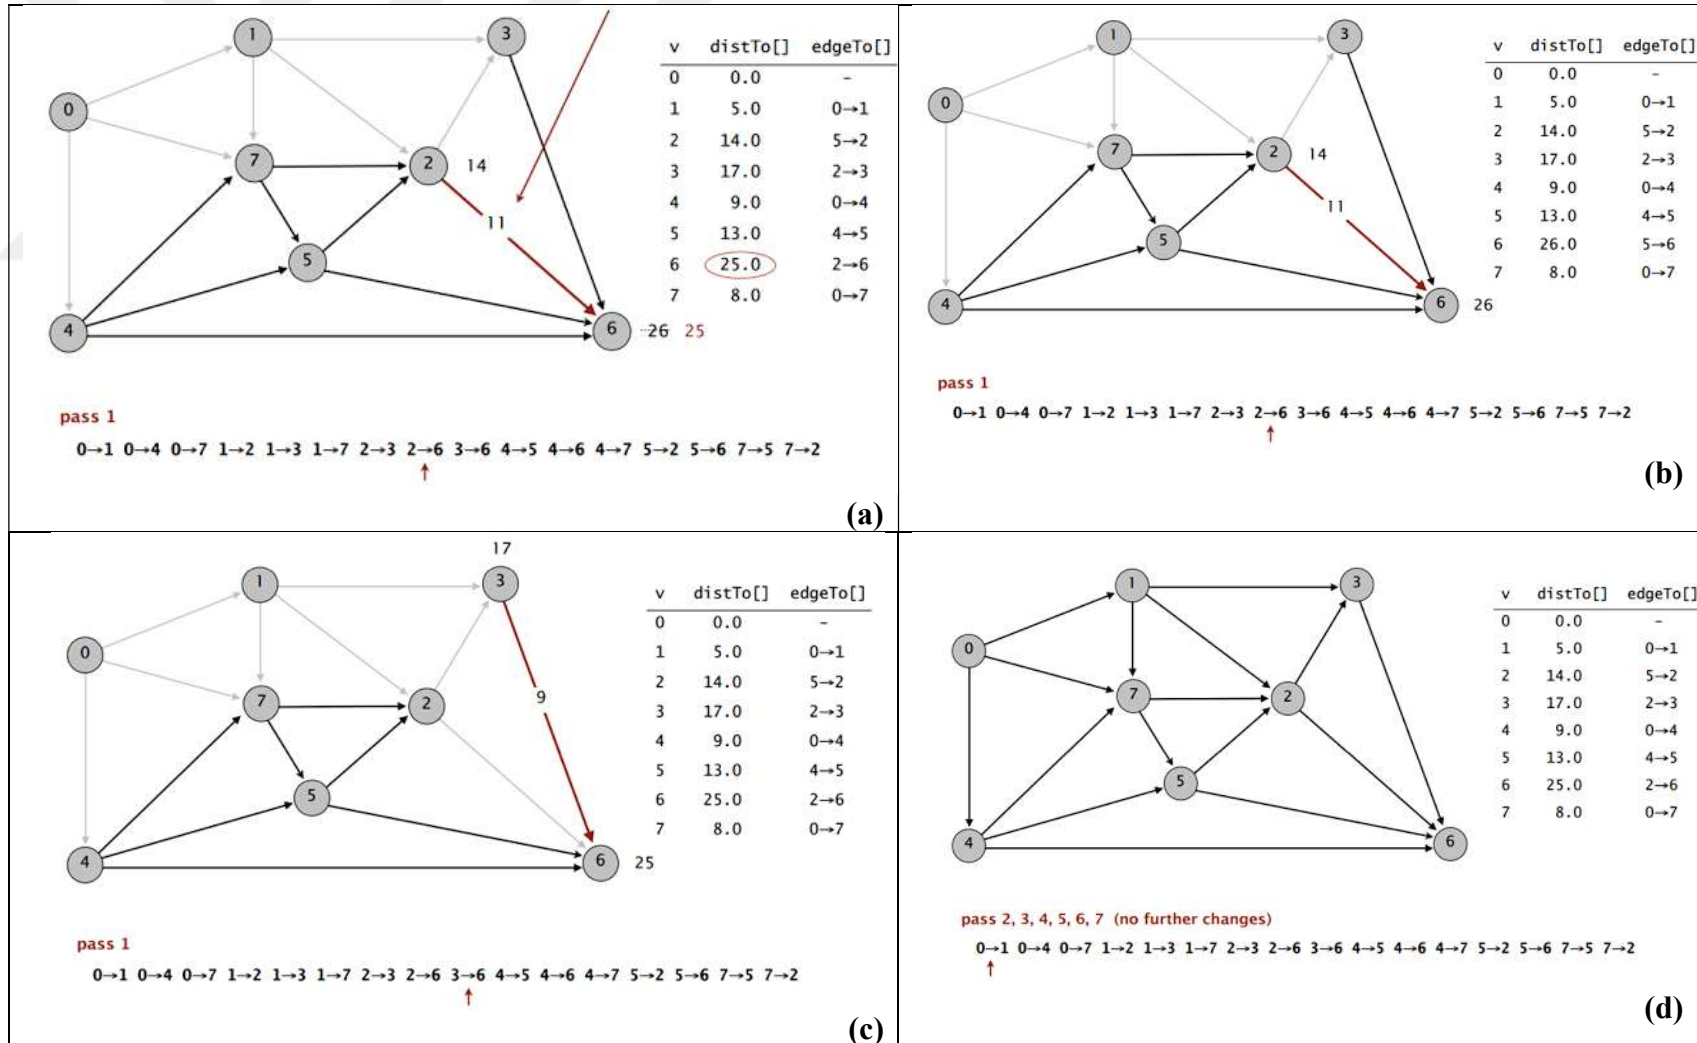 1
3
0
7
2
14
11
5
4
6
26 25
v distTo[] edgeTo[]
0 0.0 -
1 5.0 0→1
2 14.0 5→2
3 17.0 2→3
4 9.0 0→4
5 13.0 4→5
6 25.0 2→6
7 8.0 0→7
pass 1
0→1 0→4 0→7 1→2 1→3 1→7 2→3 2→6 3→6 4→5 4→6 4→7 5→2 5→6 7→5 7→2
(a)
1
3
0
7
2
14
11
5
4
6
26
v distTo[] edgeTo[]
0 0.0 -
1 5.0 0→1
2 14.0 5→2
3 17.0 2→3
4 9.0 0→4
5 13.0 4→5
6 26.0 5→6
7 8.0 0→7
pass 1
0→1 0→4 0→7 1→2 1→3 1→7 2→3 2→6 3→6 4→5 4→6 4→7 5→2 5→6 7→5 7→2
(b)
17
1
3
0
7
2
9
5
4
6
25
v distTo[] edgeTo[]
0 0.0 -
1 5.0 0→1
2 14.0 5→2
3 17.0 2→3
4 9.0 0→4
5 13.0 4→5
6 25.0 2→6
7 8.0 0→7
pass 1
0→1 0→4 0→7 1→2 1→3 1→7 2→3 2→6 3→6 4→5 4→6 4→7 5→2 5→6 7→5 7→2
(c)
1
3
0
7
2
5
4
6
v distTo[] edgeTo[]
0 0.0 -
1 5.0 0→1
2 14.0 5→2
3 17.0 2→3
4 9.0 0→4
5 13.0 4→5
6 25.0 2→6
7 8.0 0→7
pass 2, 3, 4, 5, 6, 7 (no further changes)
0→1 0→4 0→7 1→2 1→3 1→7 2→3 2→6 3→6 4→5 4→6 4→7 5→2 5→6 7→5 7→2
(d)